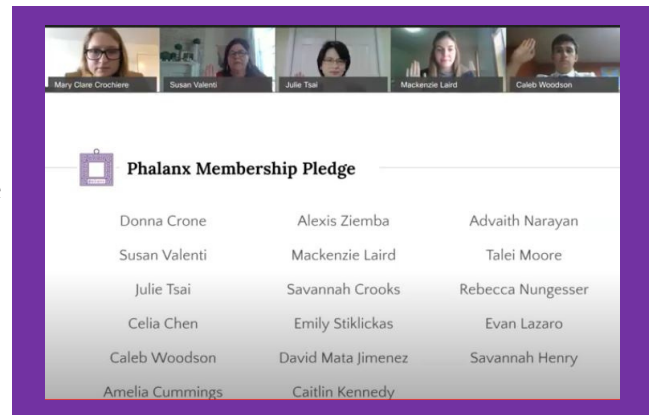 Mary Clare Crochiere
Susan Valenti
Julie Tsai
Mackenzie Laird
Caleb Woodson
Phalanx Membership Pledge
Donna Crone Alexis Ziemba Advaith Narayan
Susan Valenti Mackenzie Laird Talei Moore
Julie Tsai Savannah Crooks Rebecca Nungesser
Celia Chen Emily Stiklickas Evan Lazaro
Caleb Woodson David Mata Jimenez Savannah Henry
Amelia Cummings Caitlin Kennedy